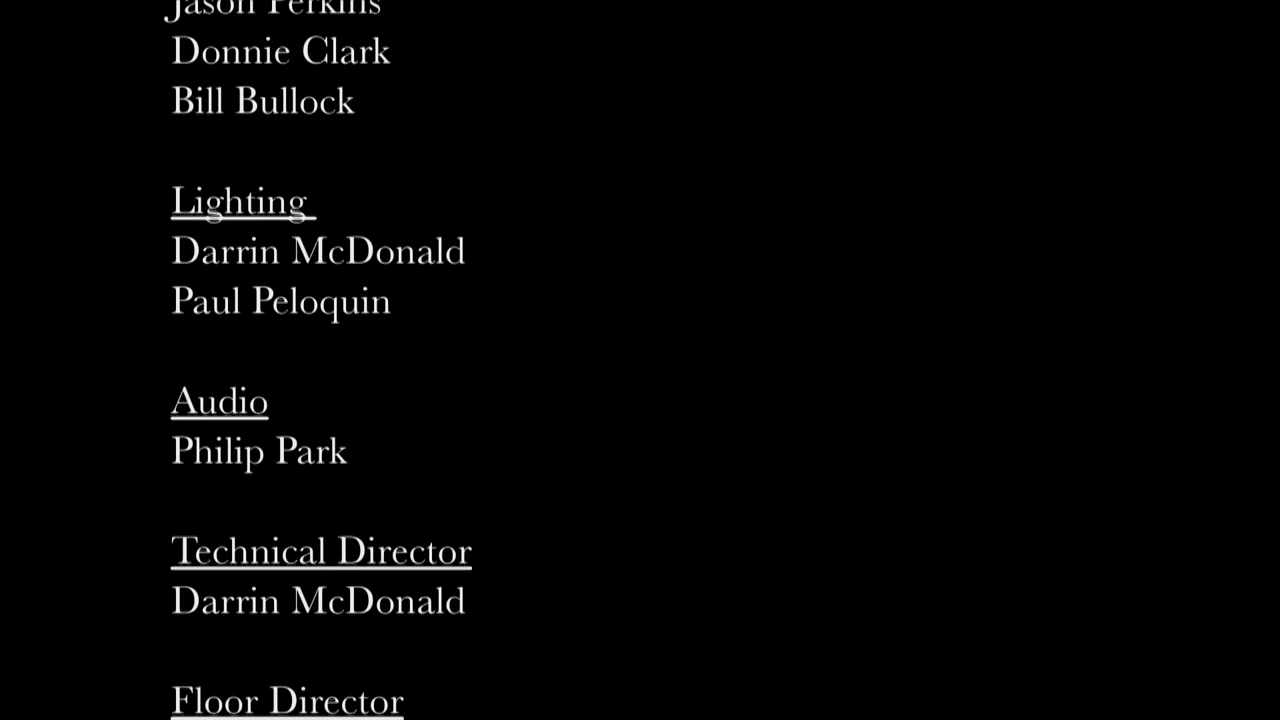 Jason Perkins
Donnie Clark
Bill Bullock
Lighting
Darrin McDonald
Paul Peloquin
Audio
Philip Park
Technical Director
Darrin McDonald
Floor Director